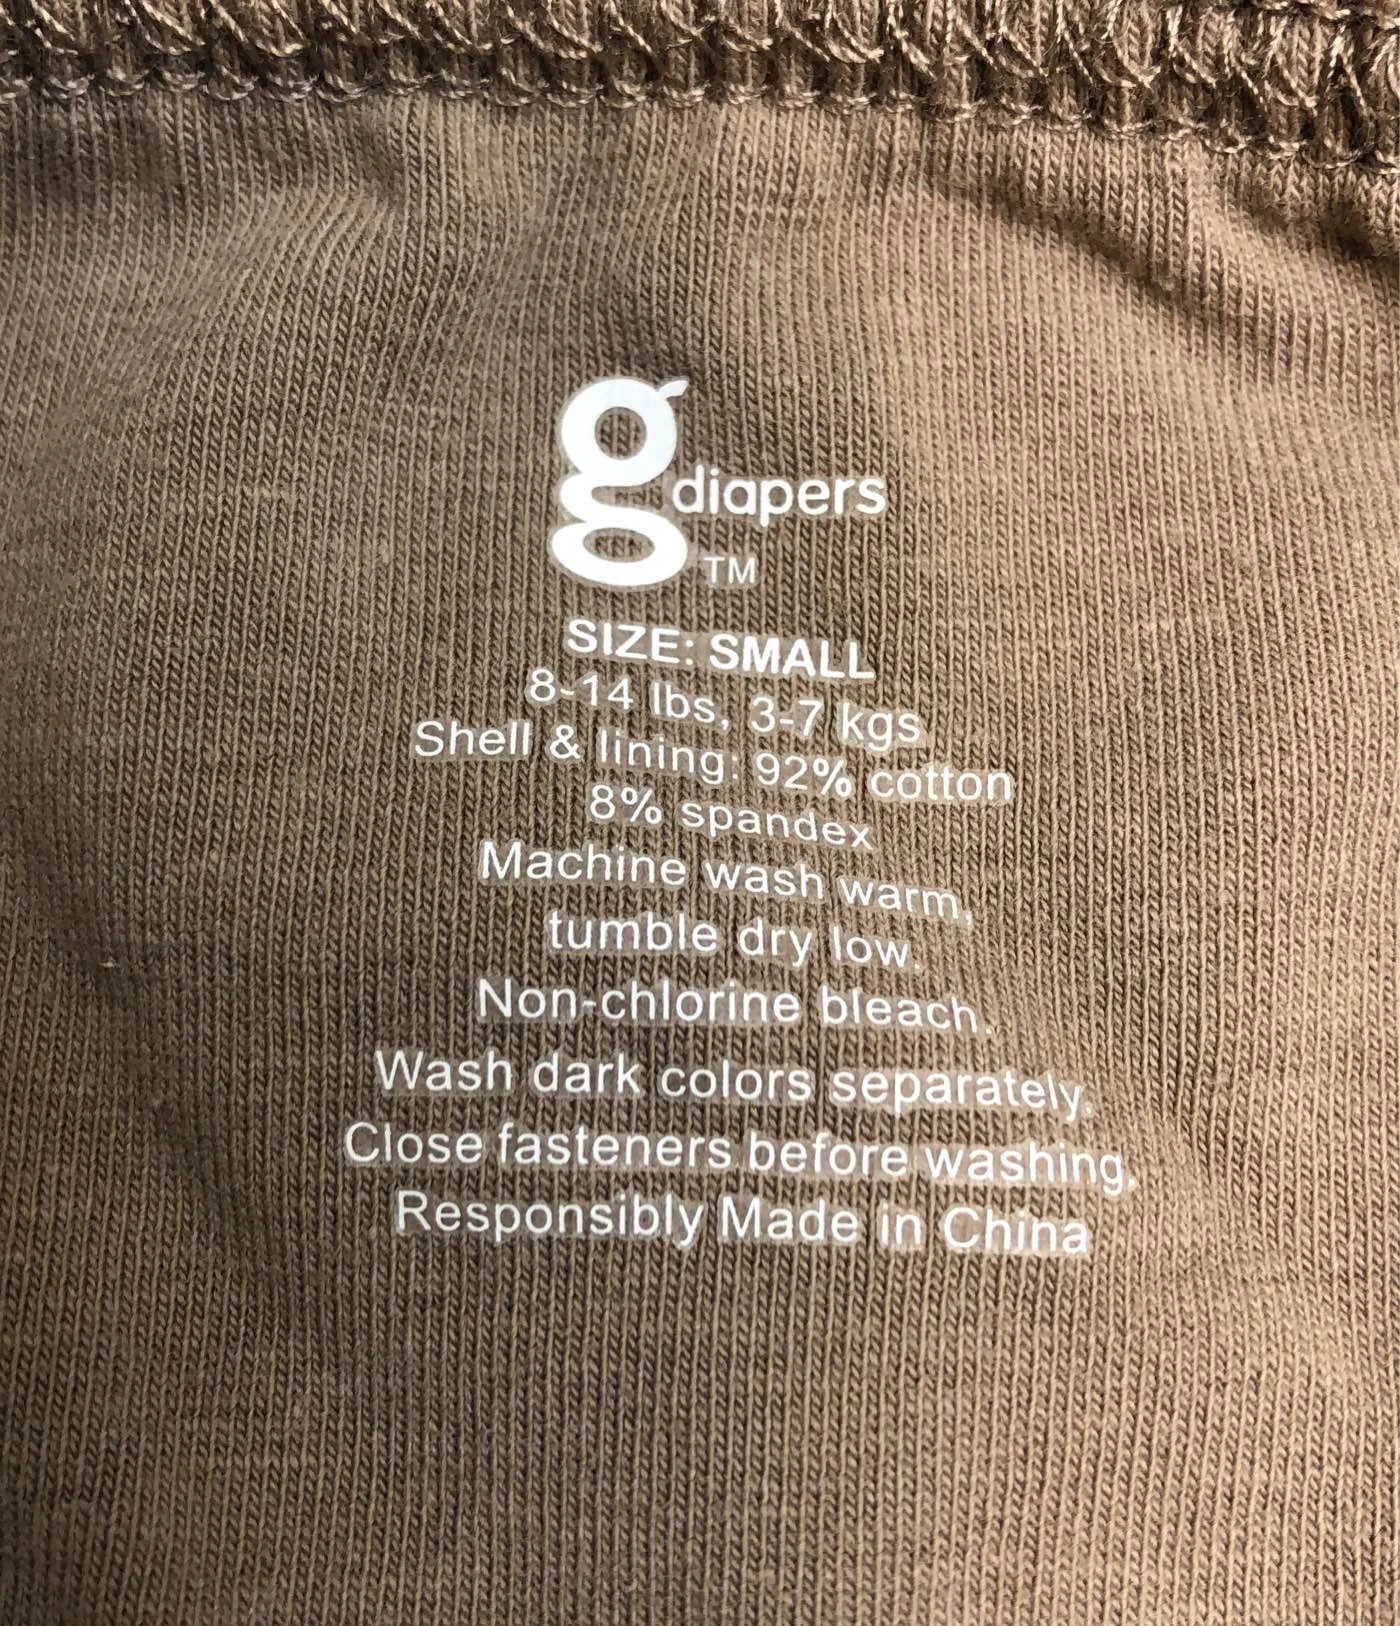 gdiapers
TM
SIZE: SMALL
8-14 lbs, 3-7 kgs
Shell & lining: 92% cotton
8% spandex
Machine wash warm,
tumble dry low.
Non-chlorine bleach.
Wash dark colors separately.
Close fasteners before washing.
Responsibly Made in China